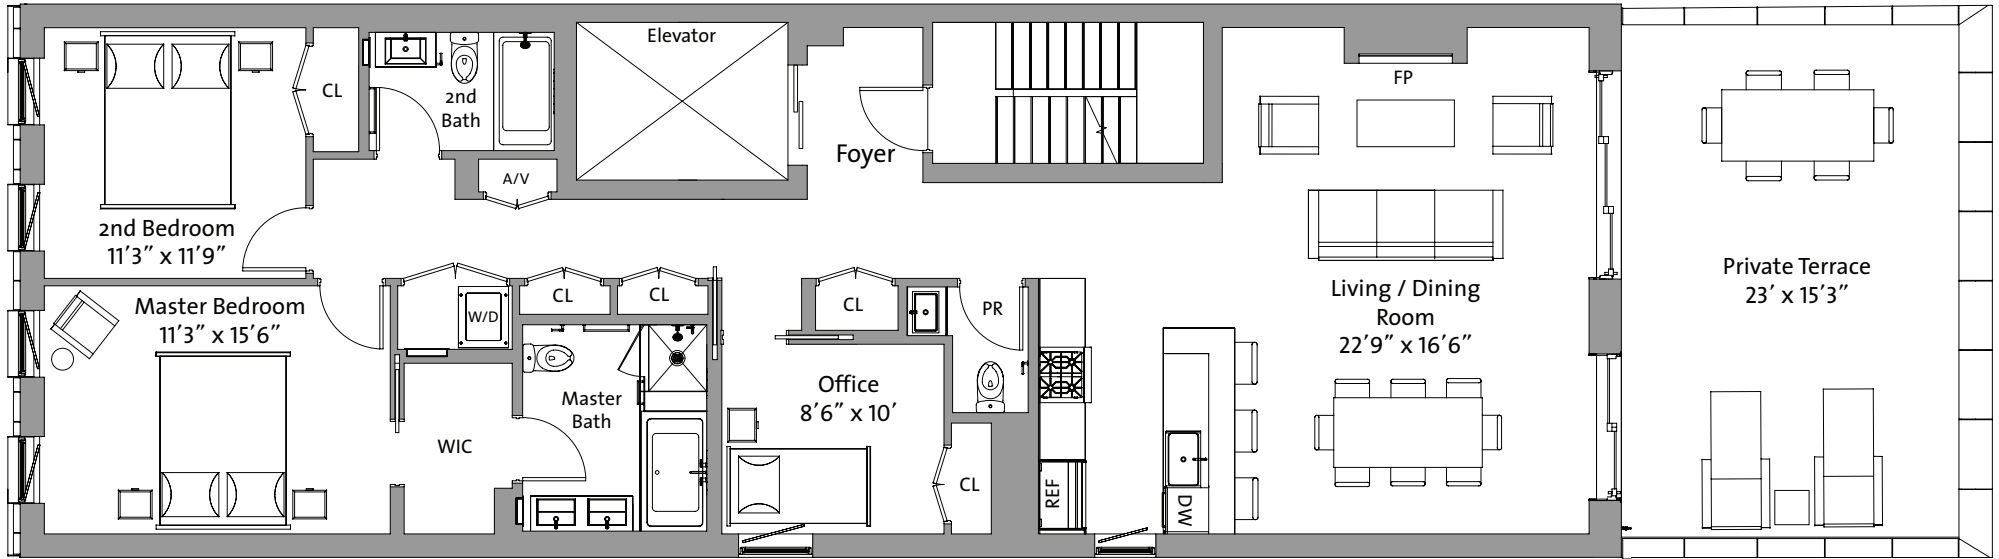 Elevator
FP
CL
2nd
Bath
Foyer
A/V
2nd Bedroom
11’3” x 11’9”
Private Terrace
23’ x 15’3”
Living / Dining
Room
22’9” x 16’6”
Master Bedroom
11’3” x 15’6”
W/D
CL
CL
CL
PR
Master
Bath
Office
8’6” x 10’
WIC
CL
REF
DW